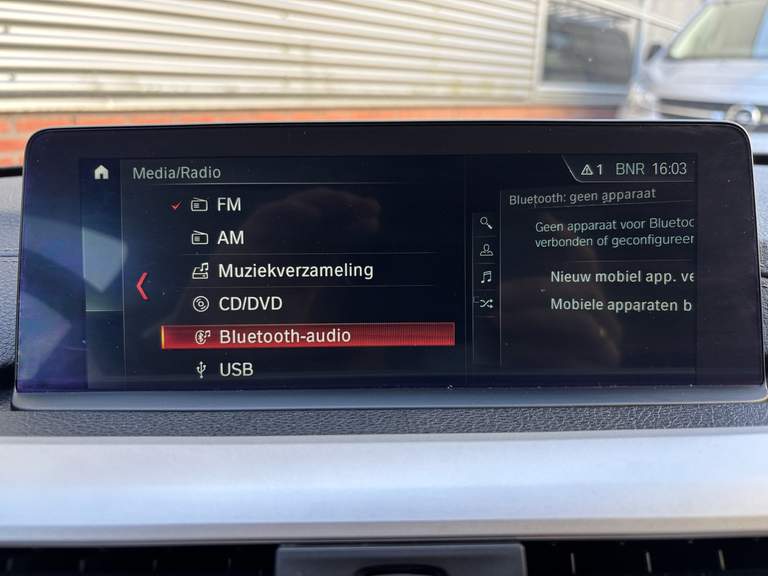 Media/Radio
1 BNR 16:03
FM
AM
Muziekverzameling
CD/DVD
Bluetooth-audio
USB
Bluetooth: geen apparaat
Geen apparaat voor Bluetoo
verbonden of geconfigureer
Nieuw mobiel app. ve
Mobiele apparaten b